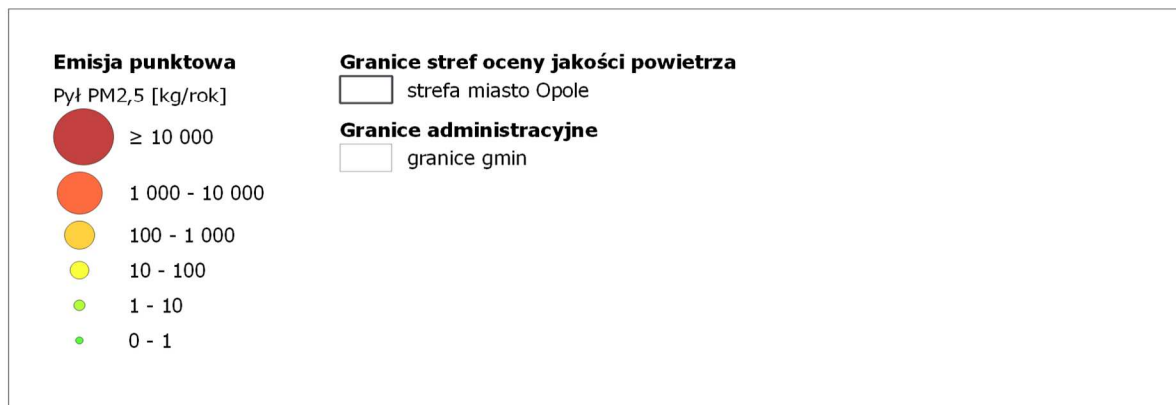 Emisja punktowa
Pył PM2,5 [kg/rok]
≥ 10 000
1 000 - 10 000
100 - 1 000
10 - 100
1 - 10
0 - 1
Granice stref oceny jakości powietrza
strefa miasto Opole
Granice administracyjne
granice gmin